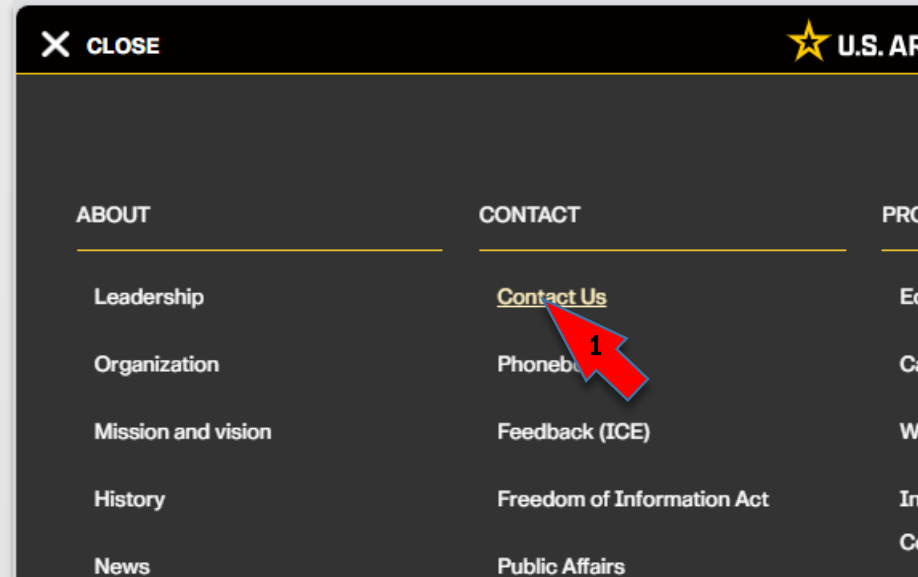 CLOSE
U.S. AR
ABOUT
Leadership
Organization
Mission and vision
History
News
CONTACT
Contact Us
1
Feedback (ICE)
Freedom of Information Act
Public Affairs